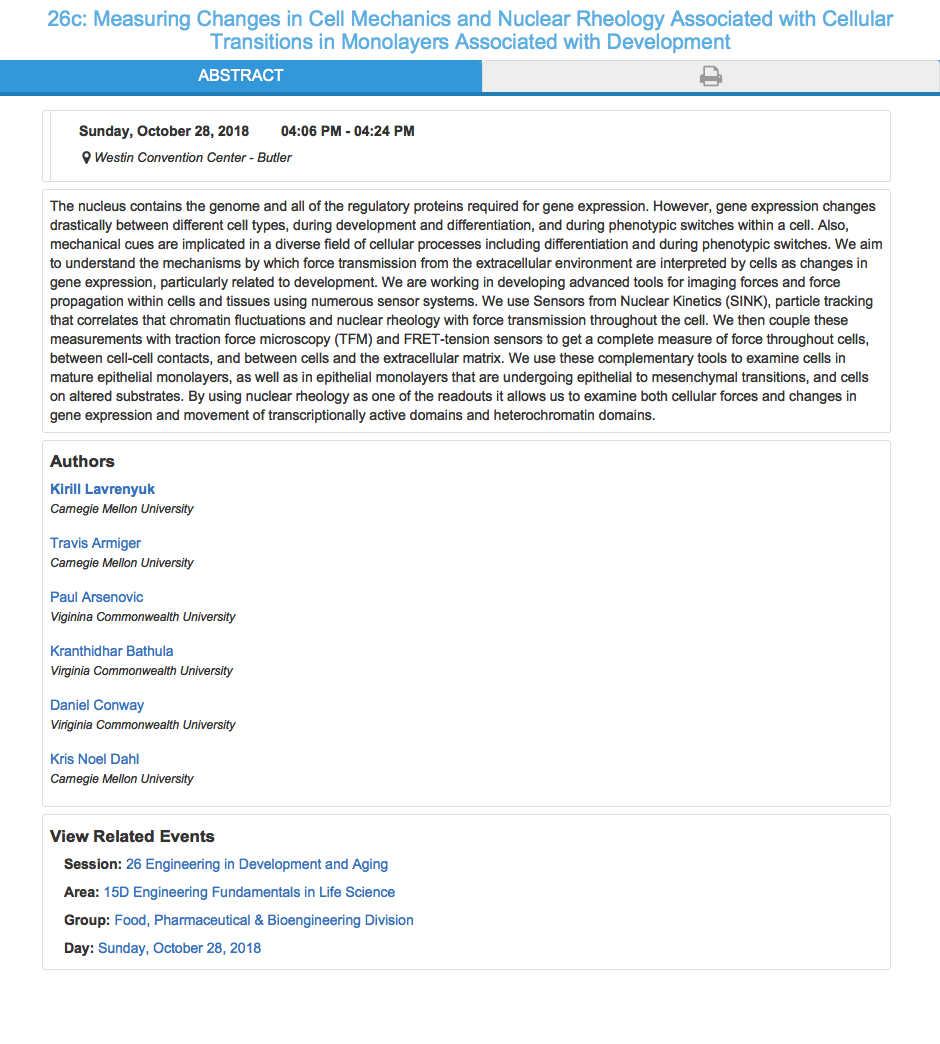 26c: Measuring Changes in Cell Mechanics and Nuclear Rheology Associated with Cellular
Transitions in Monolayers Associated with Development
ABSTRACT
Sunday, October 28, 2018 04:06 PM - 04:24 PM
Westin Convention Center - Butler
The nucleus contains the genome and all of the regulatory proteins required for gene expression. However, gene expression changes
drastically between different cell types, during development and differentiation, and during phenotypic switches within a cell. Also,
mechanical cues are implicated in a diverse field of cellular processes including differentiation and during phenotypic switches. We aim
to understand the mechanisms by which force transmission from the extracellular environment are interpreted by cells as changes in
gene expression, particularly related to development. We are working in developing advanced tools for imaging forces and force
propagation within cells and tissues using numerous sensor systems. We use Sensors from Nuclear Kinetics (SINK), particle tracking
that correlates that chromatin fluctuations and nuclear rheology with force transmission throughout the cell. We then couple these
measurements with traction force microscopy (TFM) and FRET-tension sensors to get a complete measure of force throughout cells,
between cell-cell contacts, and between cells and the extracellular matrix. We use these complementary tools to examine cells in
mature epithelial monolayers, as well as in epithelial monolayers that are undergoing epithelial to mesenchymal transitions, and cells
on altered substrates. By using nuclear rheology as one of the readouts it allows us to examine both cellular forces and changes in
gene expression and movement of transcriptionally active domains and heterochromatin domains.
Authors
Kirill Lavrenyuk
Carnegie Mellon University
Travis Armiger
Carnegie Mellon University
Paul Arsenovic
Viginina Commonwealth University
Kranthidhar Bathula
Virginia Commonwealth University
Daniel Conway
Viriginia Commonwealth University
Kris Noel Dahl
Carnegie Mellon University
View Related Events
Session: 26 Engineering in Development and Aging
Area: 15D Engineering Fundamentals in Life Science
Group: Food, Pharmaceutical & Bioengineering Division
Day: Sunday, October 28, 2018